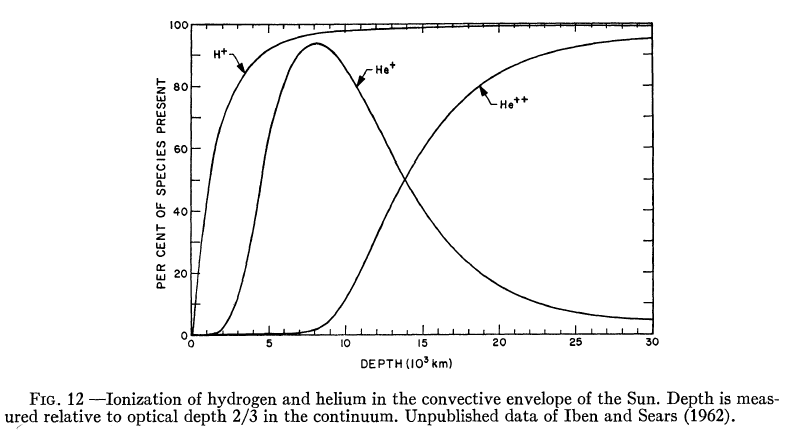 100
80
60
40
20
0
PER CENT OF SPECIES PRESENT
H+
He+
He++
0 5 10 15 20 25 30
DEPTH (10³ km)
FIG. 12 —Ionization of hydrogen and helium in the convective envelope of the Sun. Depth is meas-
ured relative to optical depth 2/3 in the continuum. Unpublished data of Iben and Sears (1962).